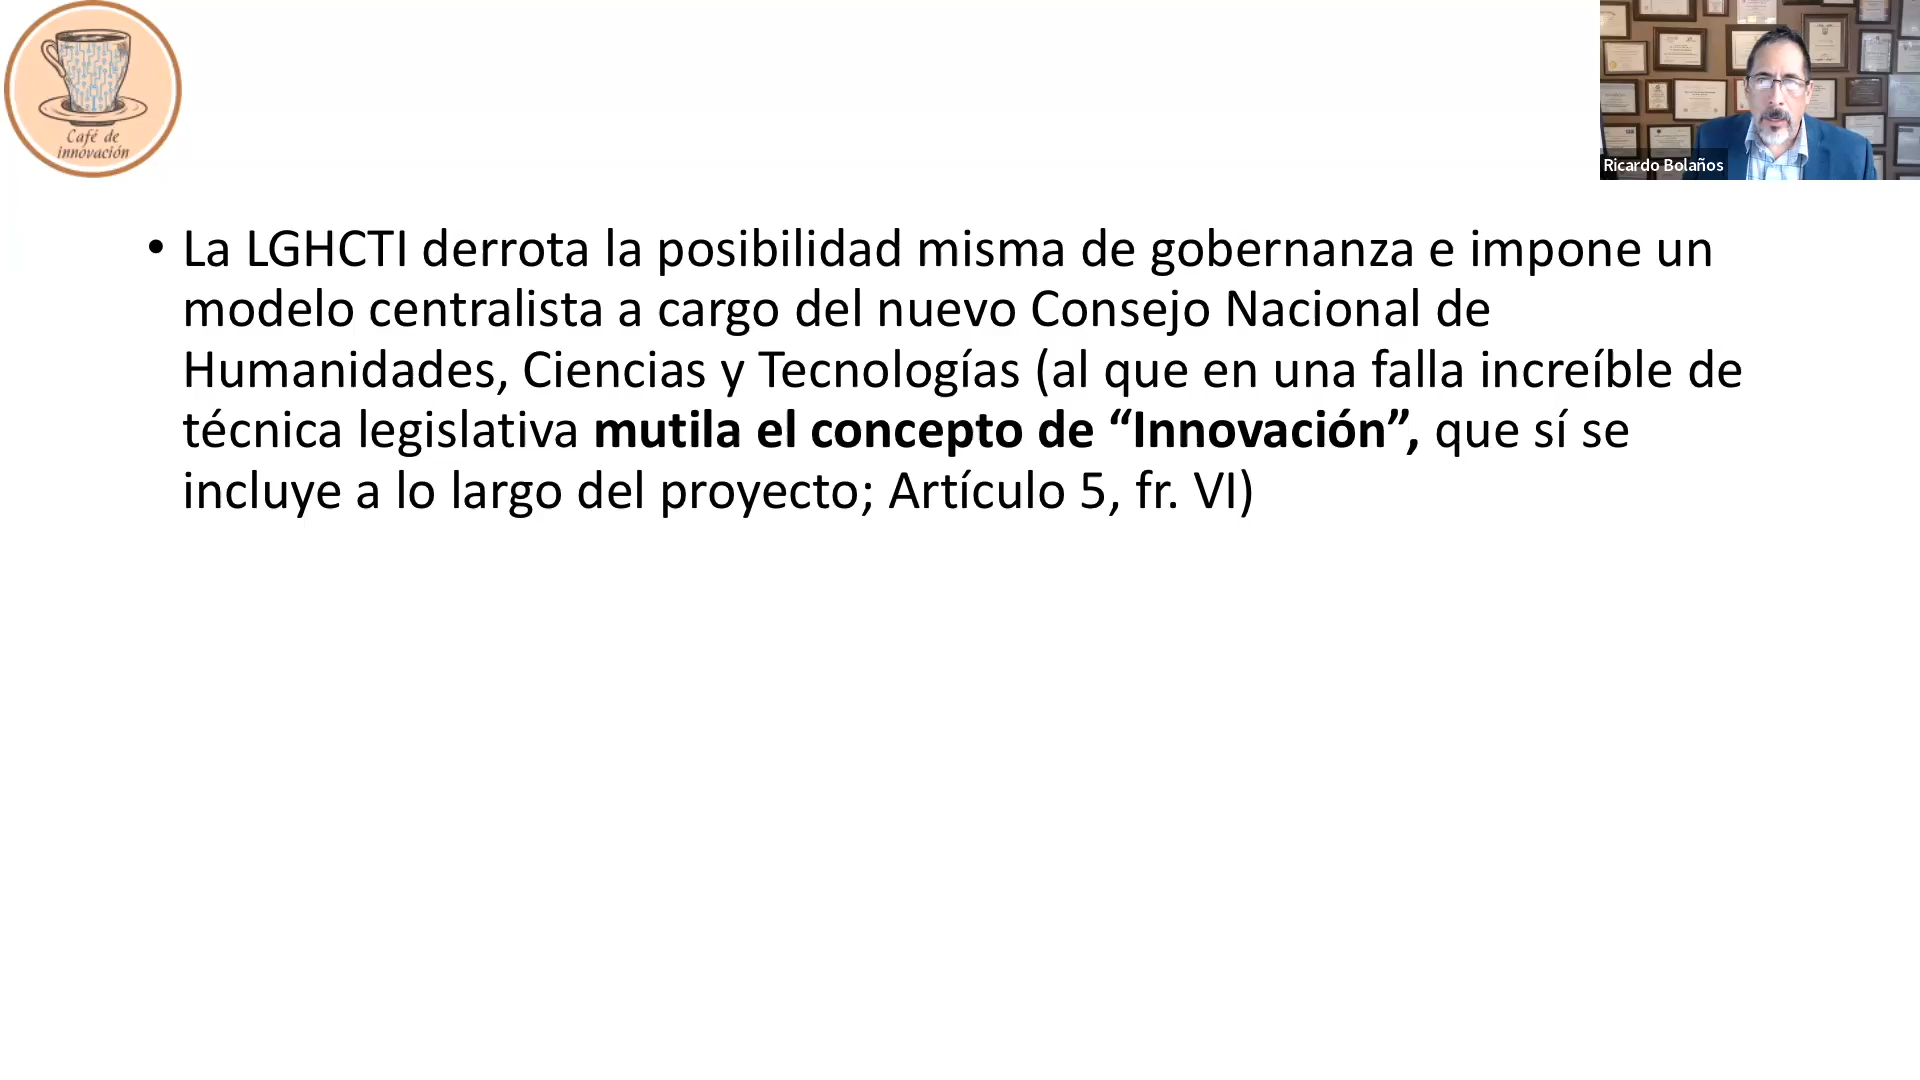 Café de
innovación
Ricardo Bolaños
• La LGHCTI derrota la posibilidad misma de gobernanza e impone un
modelo centralista a cargo del nuevo Consejo Nacional de
Humanidades, Ciencias y Tecnologías (al que en una falla increíble de
técnica legislativa mutila el concepto de “Innovación”, que sí se
incluye a lo largo del proyecto; Artículo 5, fr. VI)